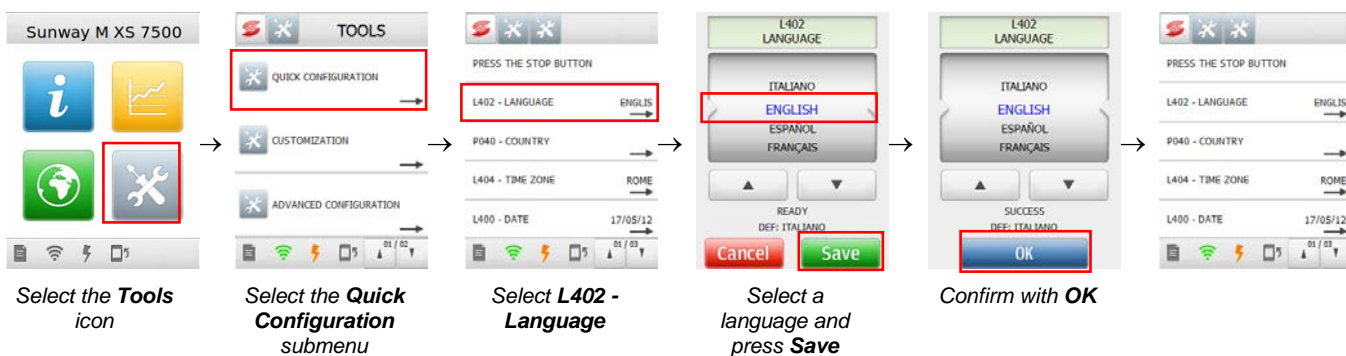 Sunway M XS 7500
TOOLS
QUICK CONFIGURATION
CUSTOMIZATION
ADVANCED CONFIGURATION
01 / 02
PRESS THE STOP BUTTON
L402 - LANGUAGE ENGLIS
P040 - COUNTRY
L404 - TIME ZONE ROME
L400 - DATE 17/05/12
01 / 03
L402
LANGUAGE
ITALIANO
ENGLISH
ESPAÑOL
FRANÇAIS
READY
DEF: ITALIANO
Cancel Save
L402
LANGUAGE
ITALIANO
ENGLISH
ESPAÑOL
FRANÇAIS
SUCCESS
DEF: ITALIANO
OK
PRESS THE STOP BUTTON
L402 - LANGUAGE ENGLIS
P040 - COUNTRY
L404 - TIME ZONE ROME
L400 - DATE 17/05/12
01 / 03
Select the Tools
icon
Select the Quick
Configuration
submenu
Select L402 -
Language
Select a
language and
press Save
Confirm with OK